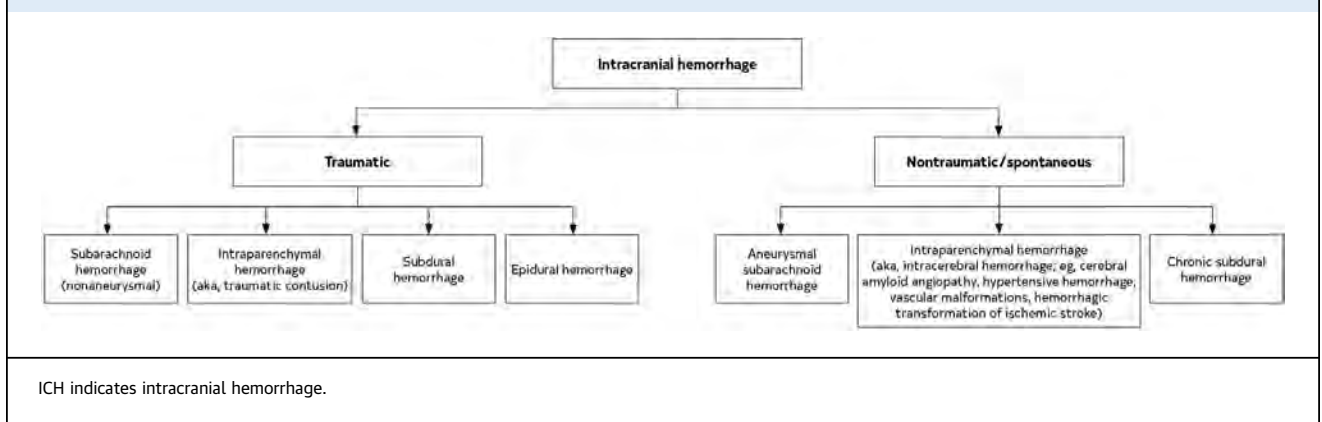 Intracranial hemorrhage
Traumatic
Nontraumatic/spontaneous
Subarachnoid
hemorrhage
(nonaneurysmal)
Intraparenchymal
hemorrhage
(aka, traumatic contusion)
Subdural
hemorrhage
Epidural hemorrhage
Aneurysmal
subarachnoid
hemorrhage
Intraparenchymal hemorrhage
(aka, intracerebral hemorrhage; eg, cerebral
amyloid angiopathy, hypertensive hemorrhage,
vascular malformations, hemorrhagic
transformation of ischemic stroke)
Chronic subdural
hemorrhage
ICH indicates intracranial hemorrhage.